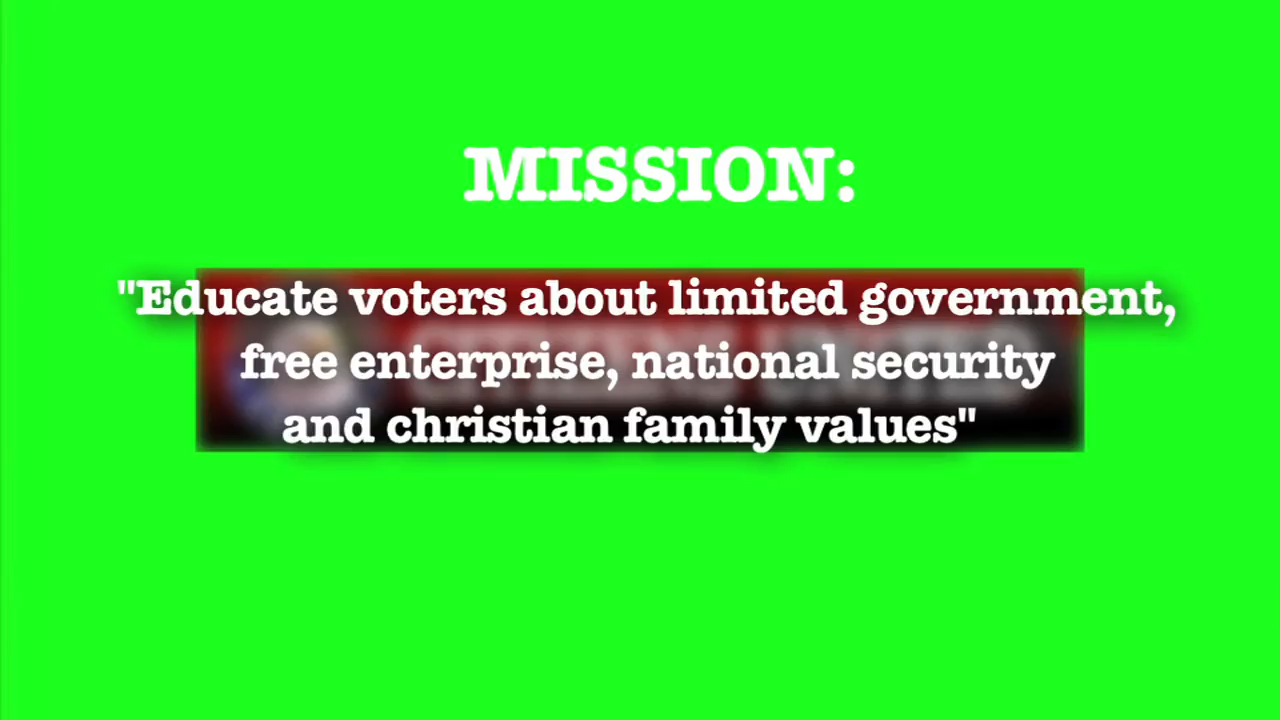 MISSION:
"Educate voters about limited government,
free enterprise, national security
and christian family values"